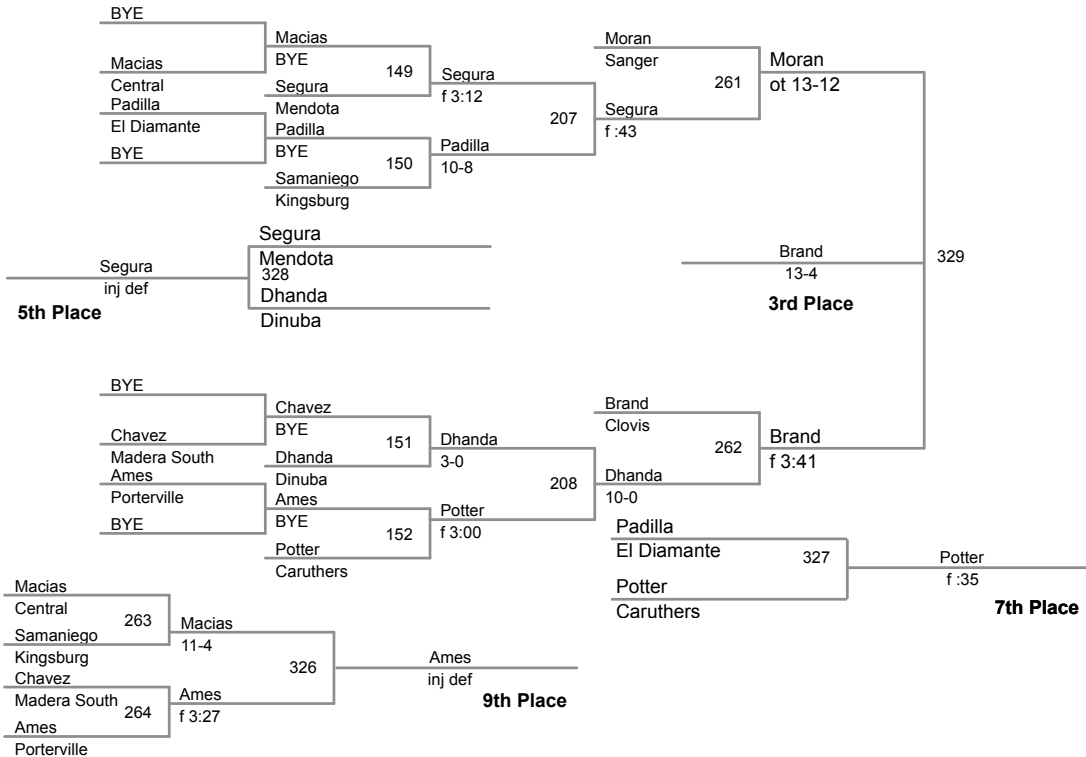 BYE
Macias
Central
Padilla
El Diamante
BYE
Macias
BYE
149
Segura
Mendota
Padilla
BYE
150
Samaniego
Kingsburg
Segura
f 3:12
207
Padilla
10-8
Moran
Sanger
261
Segura
f :43
Moran
ot 13-12
329
Brand
13-4
3rd Place
Segura
Mendota
328
Dhanda
Dinuba
Segura
inj def
5th Place
BYE
Chavez
Madera South
Ames
Porterville
BYE
Chavez
BYE
151
Dhanda
Dinuba
Ames
BYE
152
Potter
Caruthers
Dhanda
3-0
208
Potter
f 3:00
Brand
Clovis
262
Dhanda
10-0
Brand
f 3:41
Padilla
El Diamante
327
Potter
Caruthers
Potter
f :35
7th Place
Macias
Central
263
Samaniego
Kingsburg
Chavez
Madera South
264
Ames
Porterville
Macias
11-4
326
Ames
f 3:27
Ames
inj def
9th Place